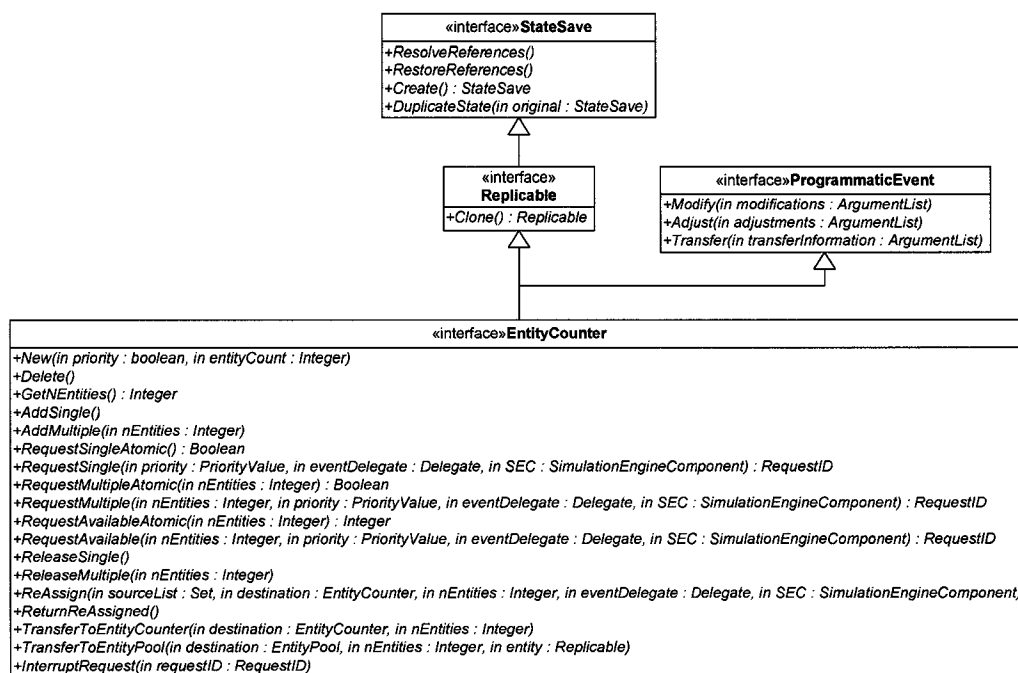 «interface»StateSave
+ResolveReferences()
+RestoreReferences()
+Create() : StateSave
+DuplicateState(in original : StateSave)
«interface»
Replicable
+Clone() : Replicable
«interface»ProgrammaticEvent
+Modify(in modifications : ArgumentList)
+Adjust(in adjustments : ArgumentList)
+Transfer(in transferInformation : ArgumentList)
«interface»EntityCounter
+New(in priority : boolean, in entityCount : Integer)
+Delete()
+GetNEntities() : Integer
+AddSingle()
+AddMultiple(in nEntities : Integer)
+RequestSingleAtomic() : Boolean
+RequestSingle(in priority : PriorityValue, in eventDelegate : Delegate, in SEC : SimulationEngineComponent) : RequestID
+RequestMultipleAtomic(in nEntities : Integer) : Boolean
+RequestMultiple(in nEntities : Integer, in priority : PriorityValue, in eventDelegate : Delegate, in SEC : SimulationEngineComponent) : RequestID
+RequestAvailableAtomic(in nEntities : Integer) : Integer
+RequestAvailable(in nEntities : Integer, in priority : PriorityValue, in eventDelegate : Delegate, in SEC : SimulationEngineComponent) : RequestID
+ReleaseSingle()
+ReleaseMultiple(in nEntities : Integer)
+ReAssign(in sourceList : Set, in destination : EntityCounter, in nEntities : Integer, in eventDelegate : Delegate, in SEC : SimulationEngineComponent,
+ReturnReAssigned()
+TransferToEntityCounter(in destination : EntityCounter, in nEntities : Integer)
+TransferToEntityPool(in destination : EntityPool, in nEntities : Integer, in entity : Replicable)
+InterruptRequest(in requestID : RequestID)